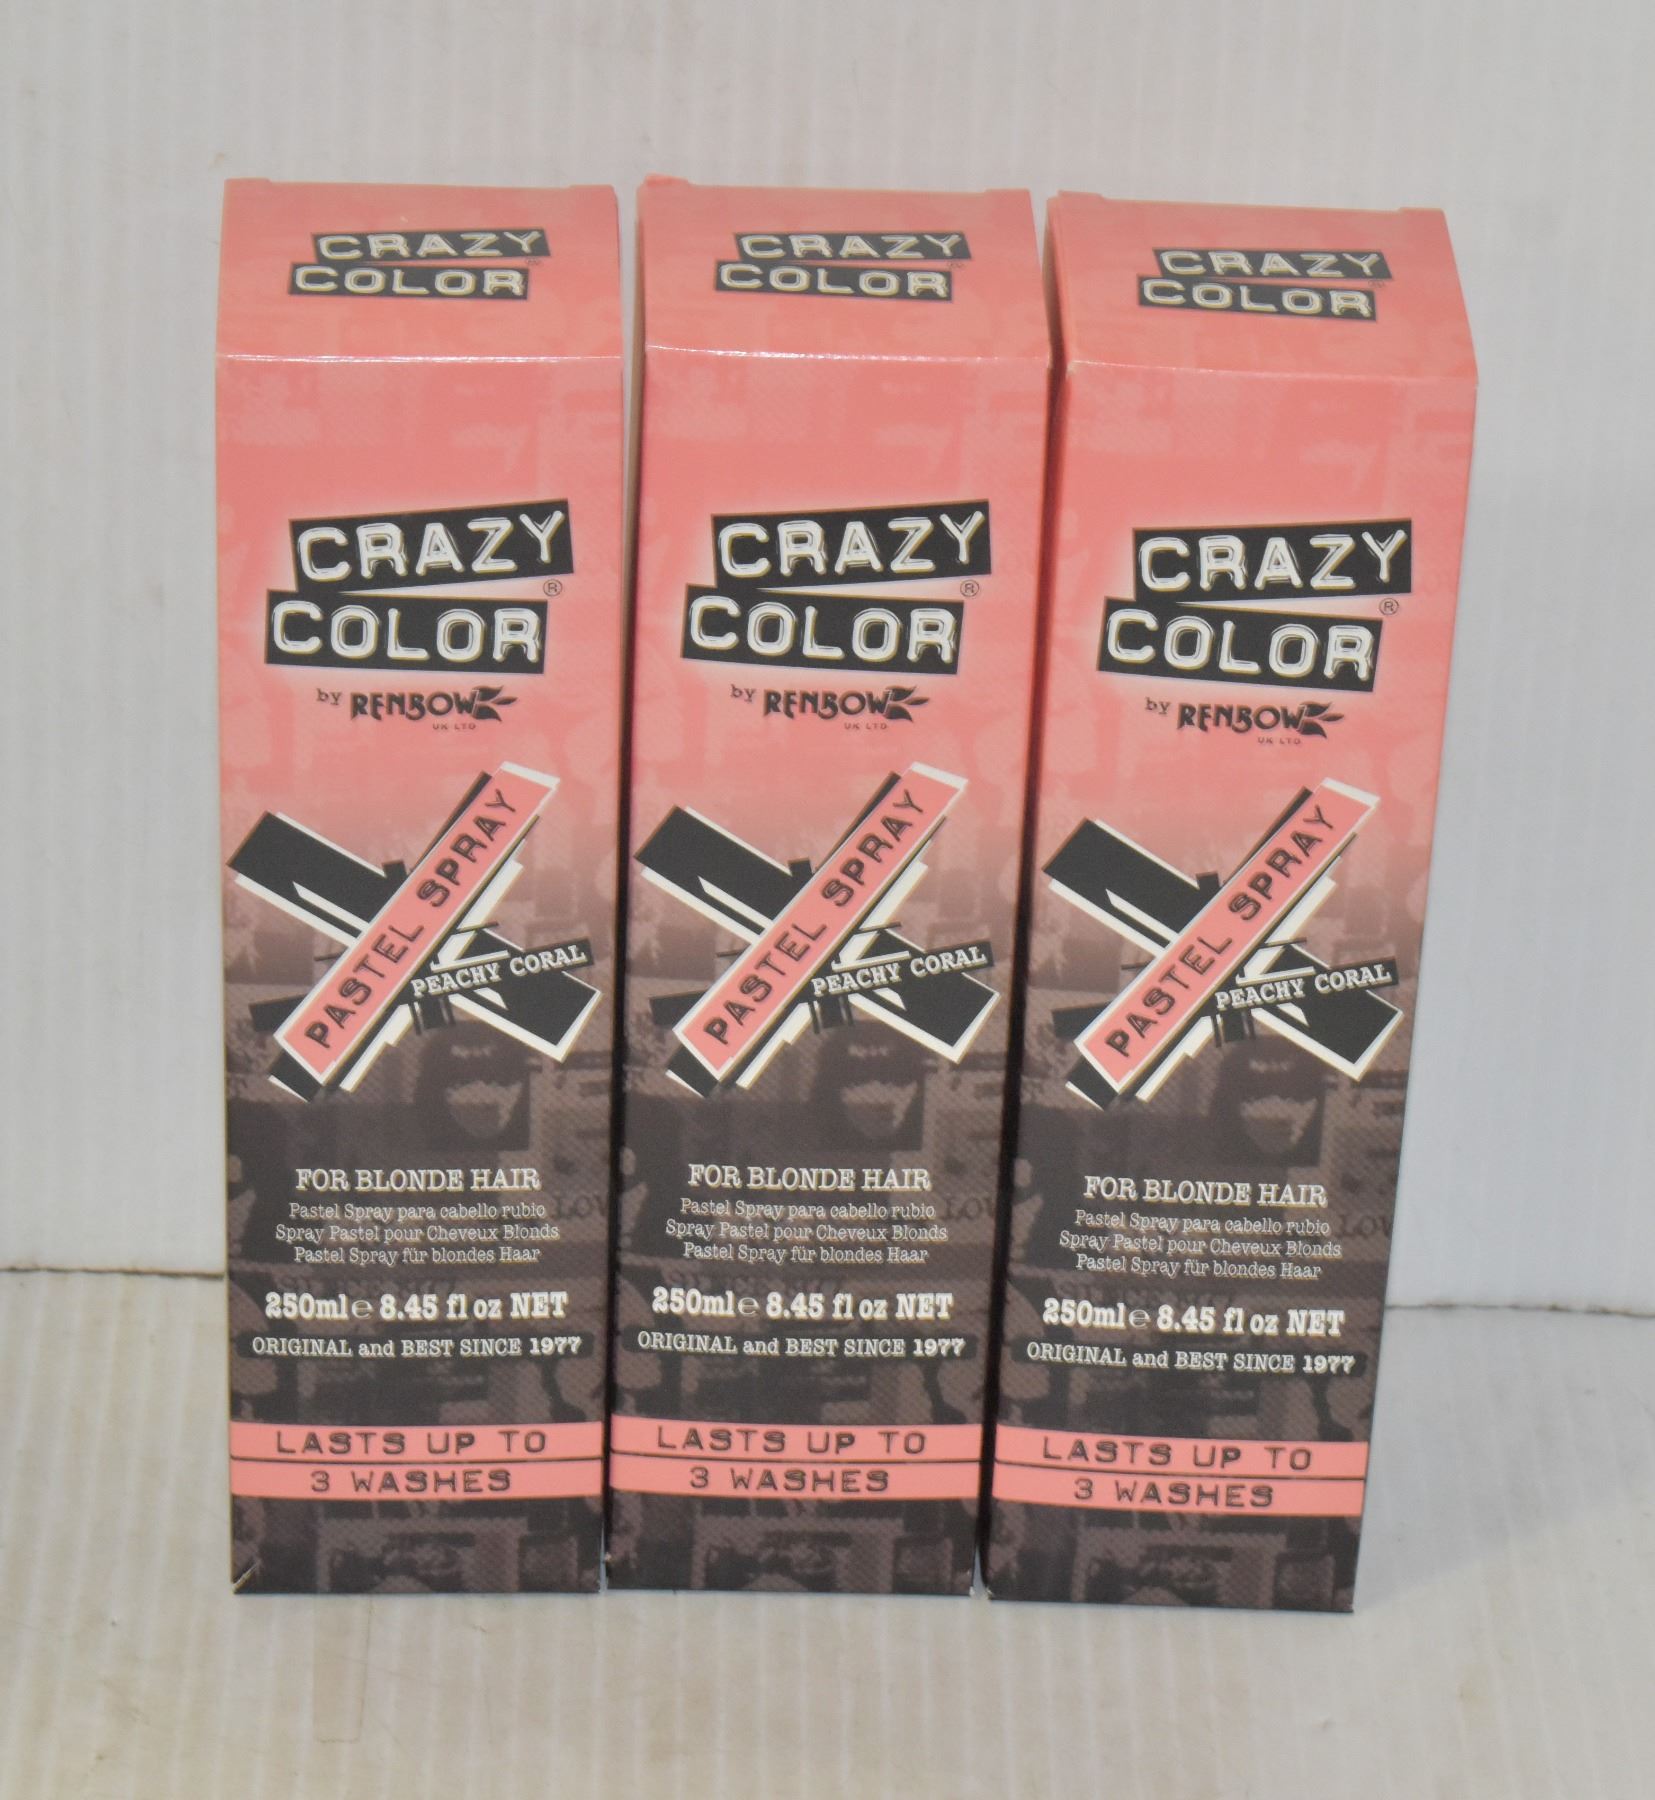 CRAZY
COLOR
CRAZY
COLOR®
by RENBOW
UK LTD
PASTEL SPRAY
PEACHY CORAL
FOR BLONDE HAIR
Pastel Spray para cabello rubio
Spray Pastel pour Cheveux Blonds
Pastel Spray für blondes Haar
250ml℮ 8.45 fl oz NET
ORIGINAL and BEST SINCE 1977
LASTS UP TO
3 WASHES
CRAZY
COLOR
CRAZY
COLOR®
by RENBOW
UK LTD
PASTEL SPRAY
PEACHY CORAL
FOR BLONDE HAIR
Pastel Spray para cabello rubio
Spray Pastel pour Cheveux Blonds
Pastel Spray für blondes Haar
250ml℮ 8.45 fl oz NET
ORIGINAL and BEST SINCE 1977
LASTS UP TO
3 WASHES
CRAZY
COLOR
CRAZY
COLOR®
by RENBOW
UK LTD
PASTEL SPRAY
PEACHY CORAL
FOR BLONDE HAIR
Pastel Spray para cabello rubio
Spray Pastel pour Cheveux Blonds
Pastel Spray für blondes Haar
250ml℮ 8.45 fl oz NET
ORIGINAL and BEST SINCE 1977
LASTS UP TO
3 WASHES